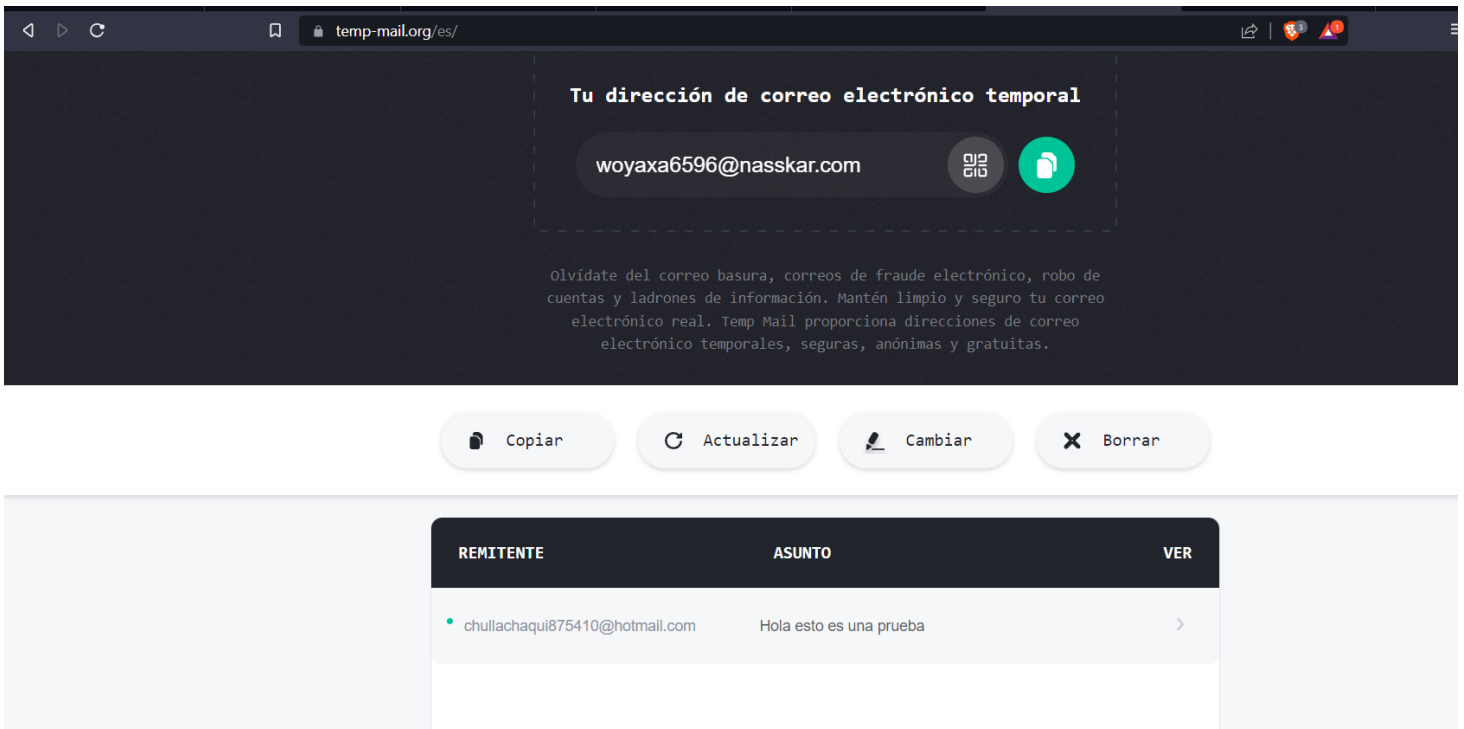 temp-mail.org/es/
3
1
Tu dirección de correo electrónico temporal
woyaxa6596@nasskar.com
Olvídate del correo basura, correos de fraude electrónico, robo de
cuentas y ladrones de información. Mantén limpio y seguro tu correo
electrónico real. Temp Mail proporciona direcciones de correo
electrónico temporales, seguras, anónimas y gratuitas.
Copiar
Actualizar
Cambiar
Borrar
REMITENTE ASUNTO VER
chullachaqui875410@hotmail.com Hola esto es una prueba